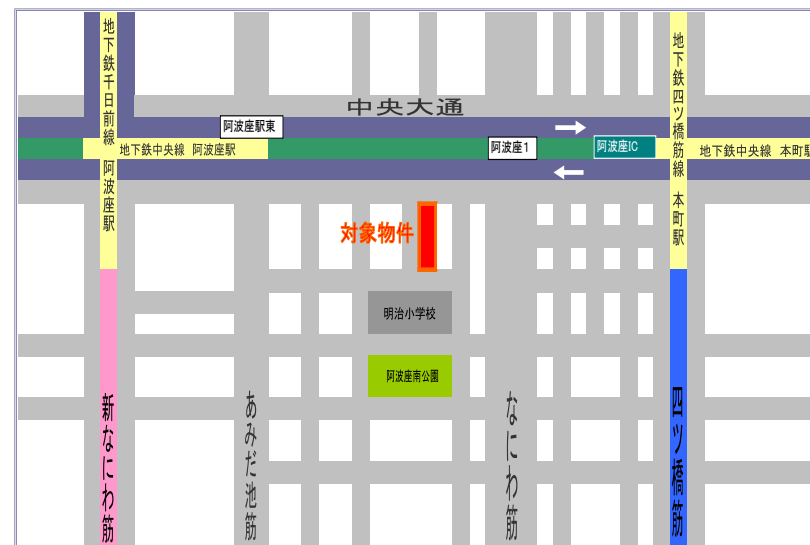 地下鉄千日前線 阿波座駅
地下鉄四ツ橋筋線 本町駅
中央大通
阿波座駅東
地下鉄中央線 阿波座駅
阿波座1
阿波座IC
地下鉄中央線 本町駅
対象物件
明治小学校
阿波座南公園
新なにわ筋
あみだ池筋
なにわ筋
四ツ橋筋